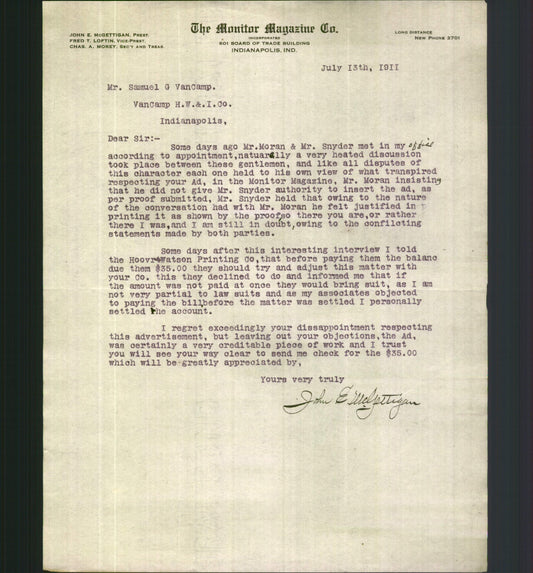 JOHN E. McGETTIGAN, PREST.
FRED T. LOFTIN, VICE-PREST.
CHAS. A. MOREY, SEC'Y AND TREAS.
The Monitor Magazine Co.
INCORPORATED
801 BOARD OF TRADE BUILDING
INDIANAPOLIS, IND.
LONG DISTANCE
NEW PHONE 3701
July 13th, 1911
Mr. Samuel G VanCamp.
VanCamp H.W.&.I.Co.
Indianapolis,
Dear Sir:-
Some days ago Mr.Moran & Mr. Snyder met in my office
according to appointment,natuarlly a very heated discussion
took place between these gentlemen, and like all disputes of
this character each one held to his own view of what transpired
respecting your Ad, in the Monitor Magazine, Mr. Moran insisting
that he did not give Mr. Snyder authority to insert the ad, as
per proof submitted, Mr. Snyder held that owing to the nature
of the conversation had with Mr. Moran he felt justified in
printing it as shown by the proofso there you are,or rather
there I was,and I am still in doubt,owing to the conflicting
statements made by both parties.
Some days after this interesting interview I told
the HoovrWatson Printing Co,that before paying them the balanc
due them $35.00 they should try and adjust this matter with
your Co. this they declined to do and informed me that if
the amount was not paid at once they would bring suit, as I am
not very partial to law suits and as my associates objected
to paying the bill,before the matter was settled I personally
settled the account.
I regret exceedingly your dissappointment respecting
this advertisement, but leaving out your objections,the Ad,
was certainly a very creditable piece of work and I trust
you will see your way clear to send me check for the $35.00
which will be greatly appreciated by,
Yours very truly
John E McGettigan